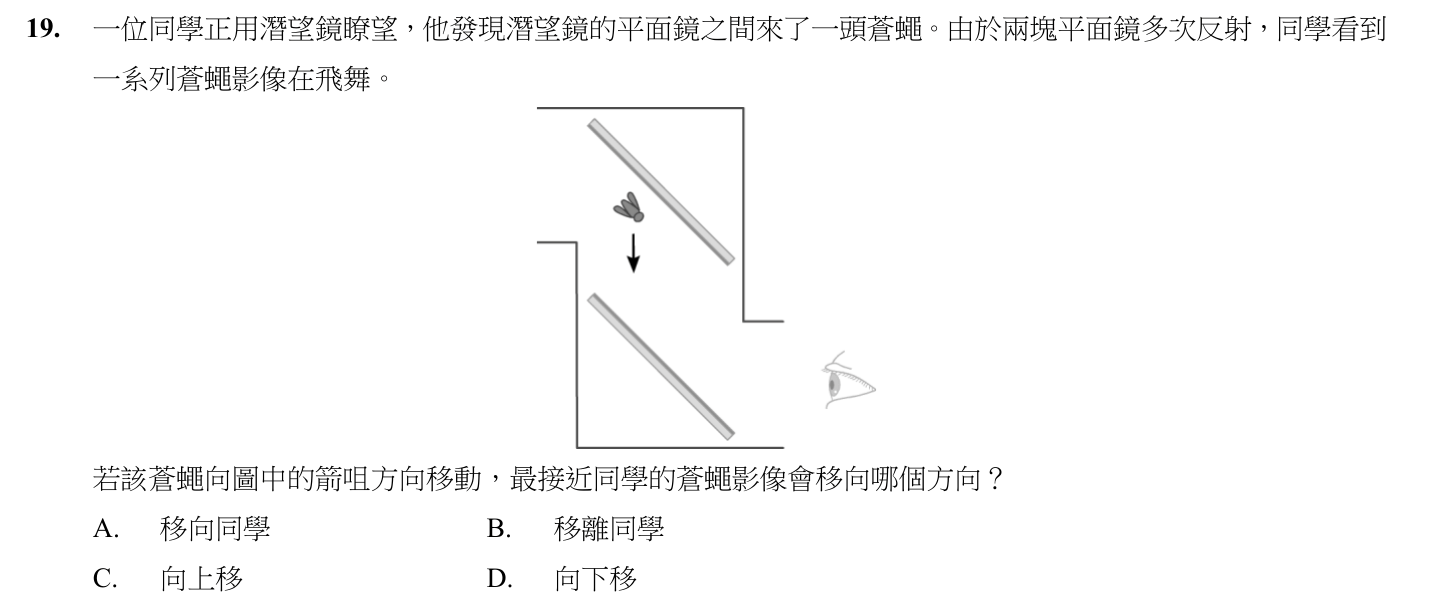 19. 一位同學正用潛望鏡瞭望，他發現潛望鏡的平面鏡之間來了一頭蒼蠅。由於兩塊平面鏡多次反射，同學看到
一系列蒼蠅影像在飛舞。
若該蒼蠅向圖中的箭咀方向移動，最接近同學的蒼蠅影像會移向哪個方向？
A. 移向同學 B. 移離同學
C. 向上移 D. 向下移